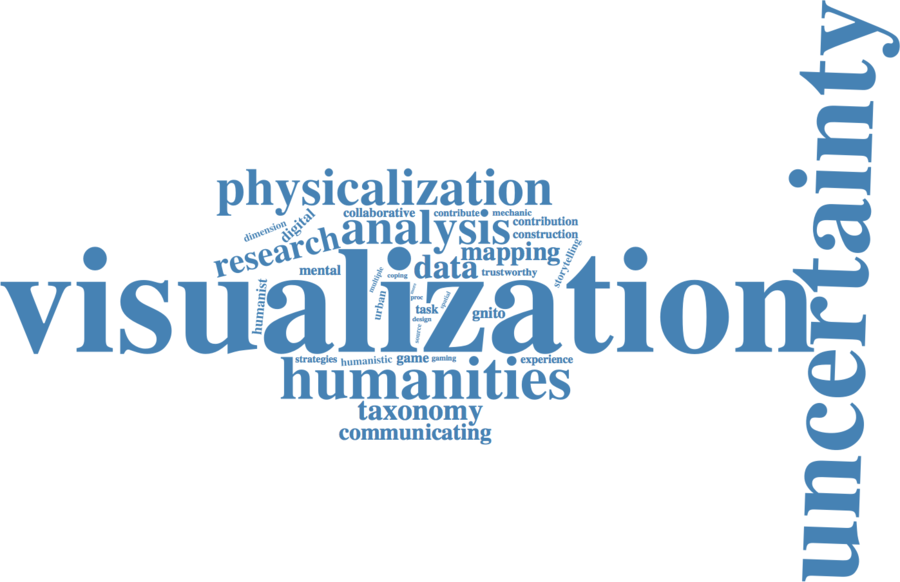 uncertainty
physicalization
collaborative
contribute
mechanic
dimension
digital
analysis
contribution
construction
research
mapping
storytelling
mental
data
trustworthy
multiple
coping
humanist
visualization
urban
proc
spatial
task
gnito
design
source
strategies
humanistic
game
gaming
experience
humanities
taxonomy
communicating